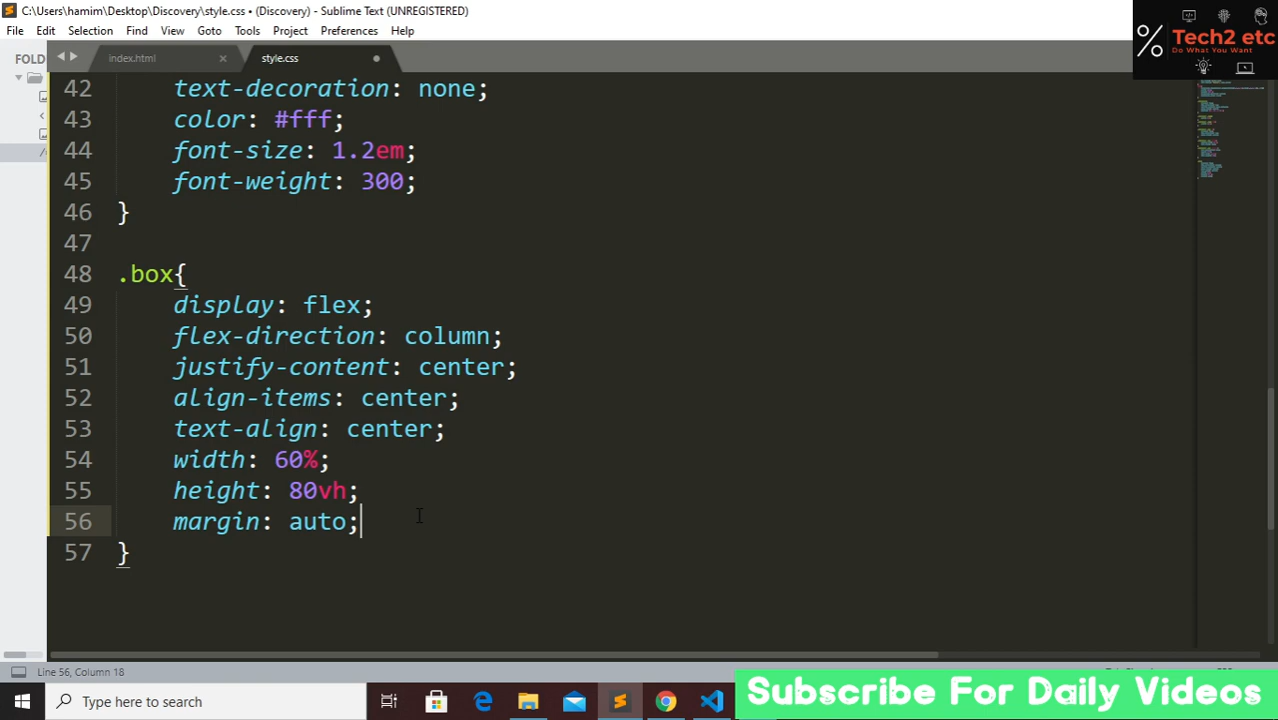 C:\Users\hamim\Desktop\Discovery\style.css • (Discovery) - Sublime Text (UNREGISTERED)
File Edit Selection Find View Goto Tools Project Preferences Help
Tech2 etc
Do What You Want
FOLD
index.html
style.css
42 text-decoration: none;
43 color: #fff;
44 font-size: 1.2em;
45 font-weight: 300;
46 }
47
48 .box{
49 display: flex;
50 flex-direction: column;
51 justify-content: center;
52 align-items: center;
53 text-align: center;
54 width: 60%;
55 height: 80vh;
56 margin: auto;
57 }
Line 56, Column 18
Type here to search
Subscribe For Daily Videos